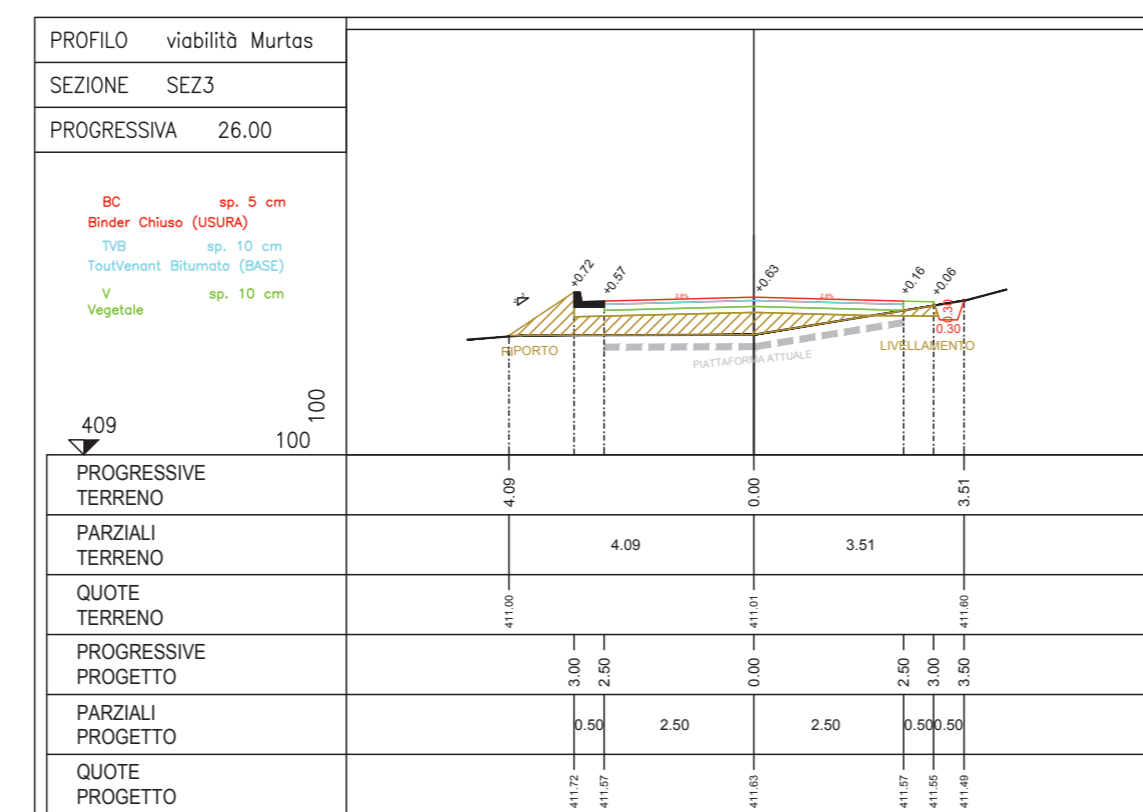 PROFILO viabilità Murtas
SEZIONE SEZ3
PROGRESSIVA 26.00
BC sp. 5 cm
Binder Chiuso (USURA)
TVB sp. 10 cm
ToutVenant Bitumato (BASE)
V sp. 10 cm
Vegetale
409
100
100
+0.72
+0.57
+0.63
+0.16
+0.06
2.8%
2.8%
0.30
0.30
RIPORTO
PIATTAFORMA ATTUALE
LIVELLAMENTO
PROGRESSIVE
TERRENO
4.09 0.00 3.51
PARZIALI
TERRENO
4.09 3.51
QUOTE
TERRENO
411.00 411.01 411.60
PROGRESSIVE
PROGETTO
3.00 2.50 0.00 2.50 3.00 3.50
PARZIALI
PROGETTO
0.50 2.50 2.50 0.50 0.50
QUOTE
PROGETTO
411.72 411.57 411.63 411.57 411.55 411.49